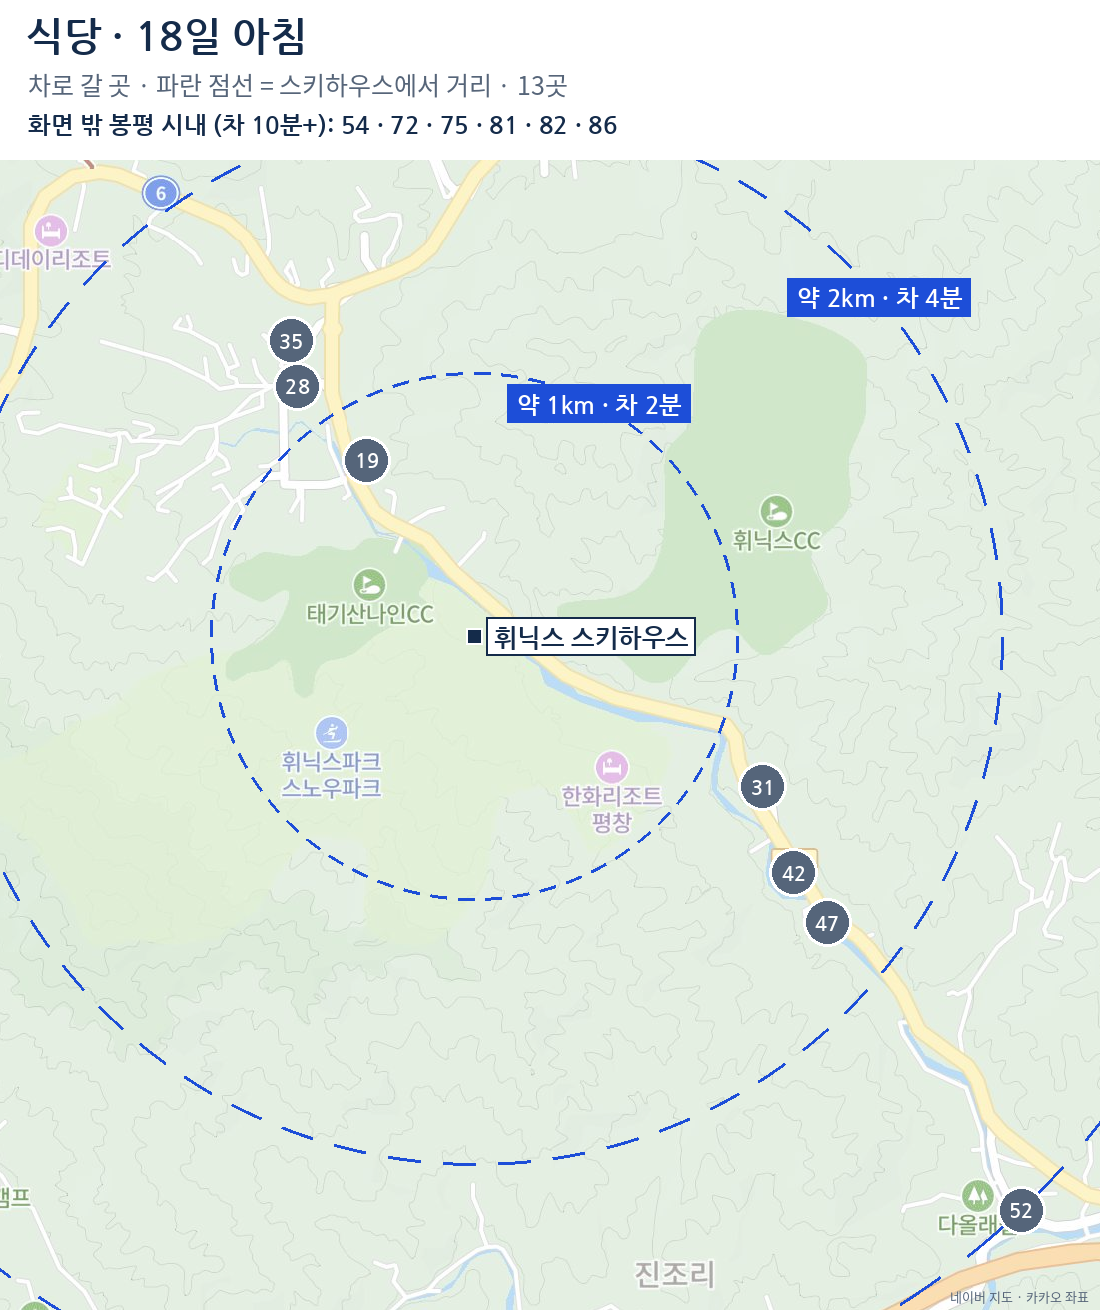 식당 · 18일 아침
차로 갈 곳 · 파란 점선 = 스키하우스에서 거리 · 13곳
화면 밖 봉평 시내 (차 10분+): 54 · 72 · 75 · 81 · 82 · 86
6
디데이리조트
약 2km · 차 4분
35
28
약 1km · 차 2분
19
휘닉스CC
태기산나인CC
휘닉스 스키하우스
휘닉스파크
스노우파크
한화리조트
평창
31
42
47
캠프
52
다올래
진조리
네이버 지도 · 카카오 좌표